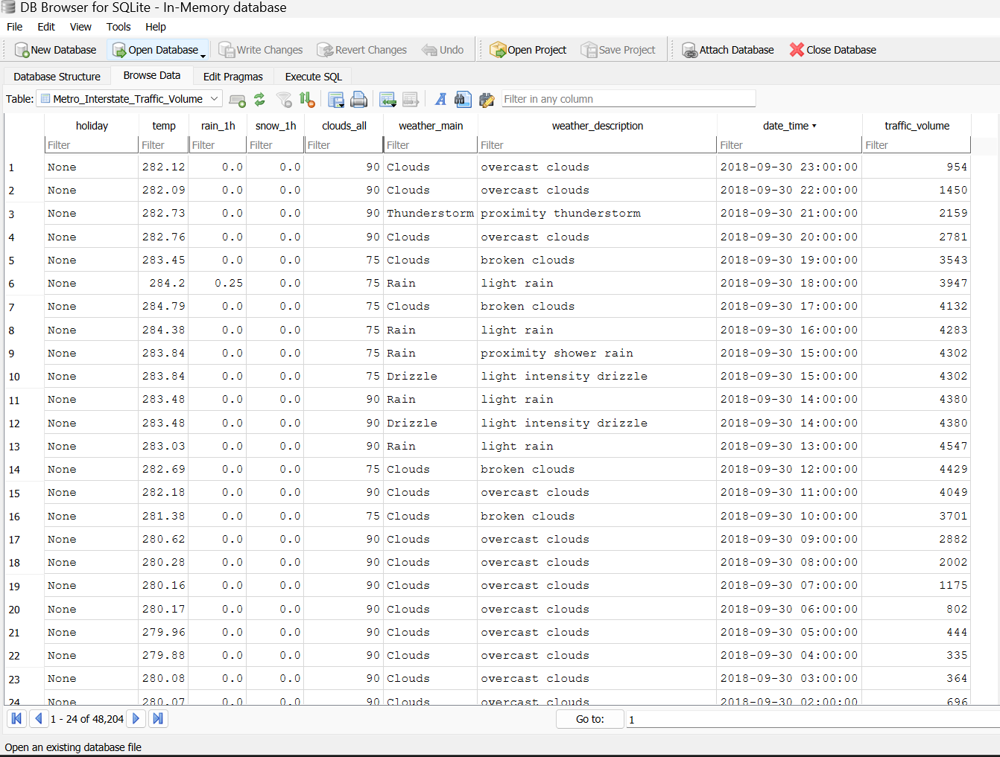 DB Browser for SQLite - In-Memory database
File Edit View Tools Help
New Database Open Database Write Changes Revert Changes Undo Open Project Save Project Attach Database Close Database
Database Structure Browse Data Edit Pragmas Execute SQL
Table: Metro_Interstate_Traffic_Volume Filter in any column
holiday temp rain_1h snow_1h clouds_all weather_main weather_description date_time traffic_volume
Filter Filter Filter Filter Filter Filter Filter Filter Filter
1 None 282.12 0.0 0.0 90 Clouds overcast clouds 2018-09-30 23:00:00 954
2 None 282.09 0.0 0.0 90 Clouds overcast clouds 2018-09-30 22:00:00 1450
3 None 282.73 0.0 0.0 90 Thunderstorm proximity thunderstorm 2018-09-30 21:00:00 2159
4 None 282.76 0.0 0.0 90 Clouds overcast clouds 2018-09-30 20:00:00 2781
5 None 283.45 0.0 0.0 75 Clouds broken clouds 2018-09-30 19:00:00 3543
6 None 284.2 0.25 0.0 75 Rain light rain 2018-09-30 18:00:00 3947
7 None 284.79 0.0 0.0 75 Clouds broken clouds 2018-09-30 17:00:00 4132
8 None 284.38 0.0 0.0 75 Rain light rain 2018-09-30 16:00:00 4283
9 None 283.84 0.0 0.0 75 Rain proximity shower rain 2018-09-30 15:00:00 4302
10 None 283.84 0.0 0.0 75 Drizzle light intensity drizzle 2018-09-30 15:00:00 4302
11 None 283.48 0.0 0.0 90 Rain light rain 2018-09-30 14:00:00 4380
12 None 283.48 0.0 0.0 90 Drizzle light intensity drizzle 2018-09-30 14:00:00 4380
13 None 283.03 0.0 0.0 90 Rain light rain 2018-09-30 13:00:00 4547
14 None 282.69 0.0 0.0 75 Clouds broken clouds 2018-09-30 12:00:00 4429
15 None 282.18 0.0 0.0 90 Clouds overcast clouds 2018-09-30 11:00:00 4049
16 None 281.38 0.0 0.0 75 Clouds broken clouds 2018-09-30 10:00:00 3701
17 None 280.62 0.0 0.0 90 Clouds overcast clouds 2018-09-30 09:00:00 2882
18 None 280.28 0.0 0.0 90 Clouds overcast clouds 2018-09-30 08:00:00 2002
19 None 280.16 0.0 0.0 90 Clouds overcast clouds 2018-09-30 07:00:00 1175
20 None 280.17 0.0 0.0 90 Clouds overcast clouds 2018-09-30 06:00:00 802
21 None 279.96 0.0 0.0 90 Clouds overcast clouds 2018-09-30 05:00:00 444
22 None 279.88 0.0 0.0 90 Clouds overcast clouds 2018-09-30 04:00:00 335
23 None 280.08 0.0 0.0 90 Clouds overcast clouds 2018-09-30 03:00:00 364
24 None 280.07 0.0 0.0 90 Clouds overcast clouds 2018-09-30 02:00:00 696
1 - 24 of 48,204 Go to: 1
Open an existing database file